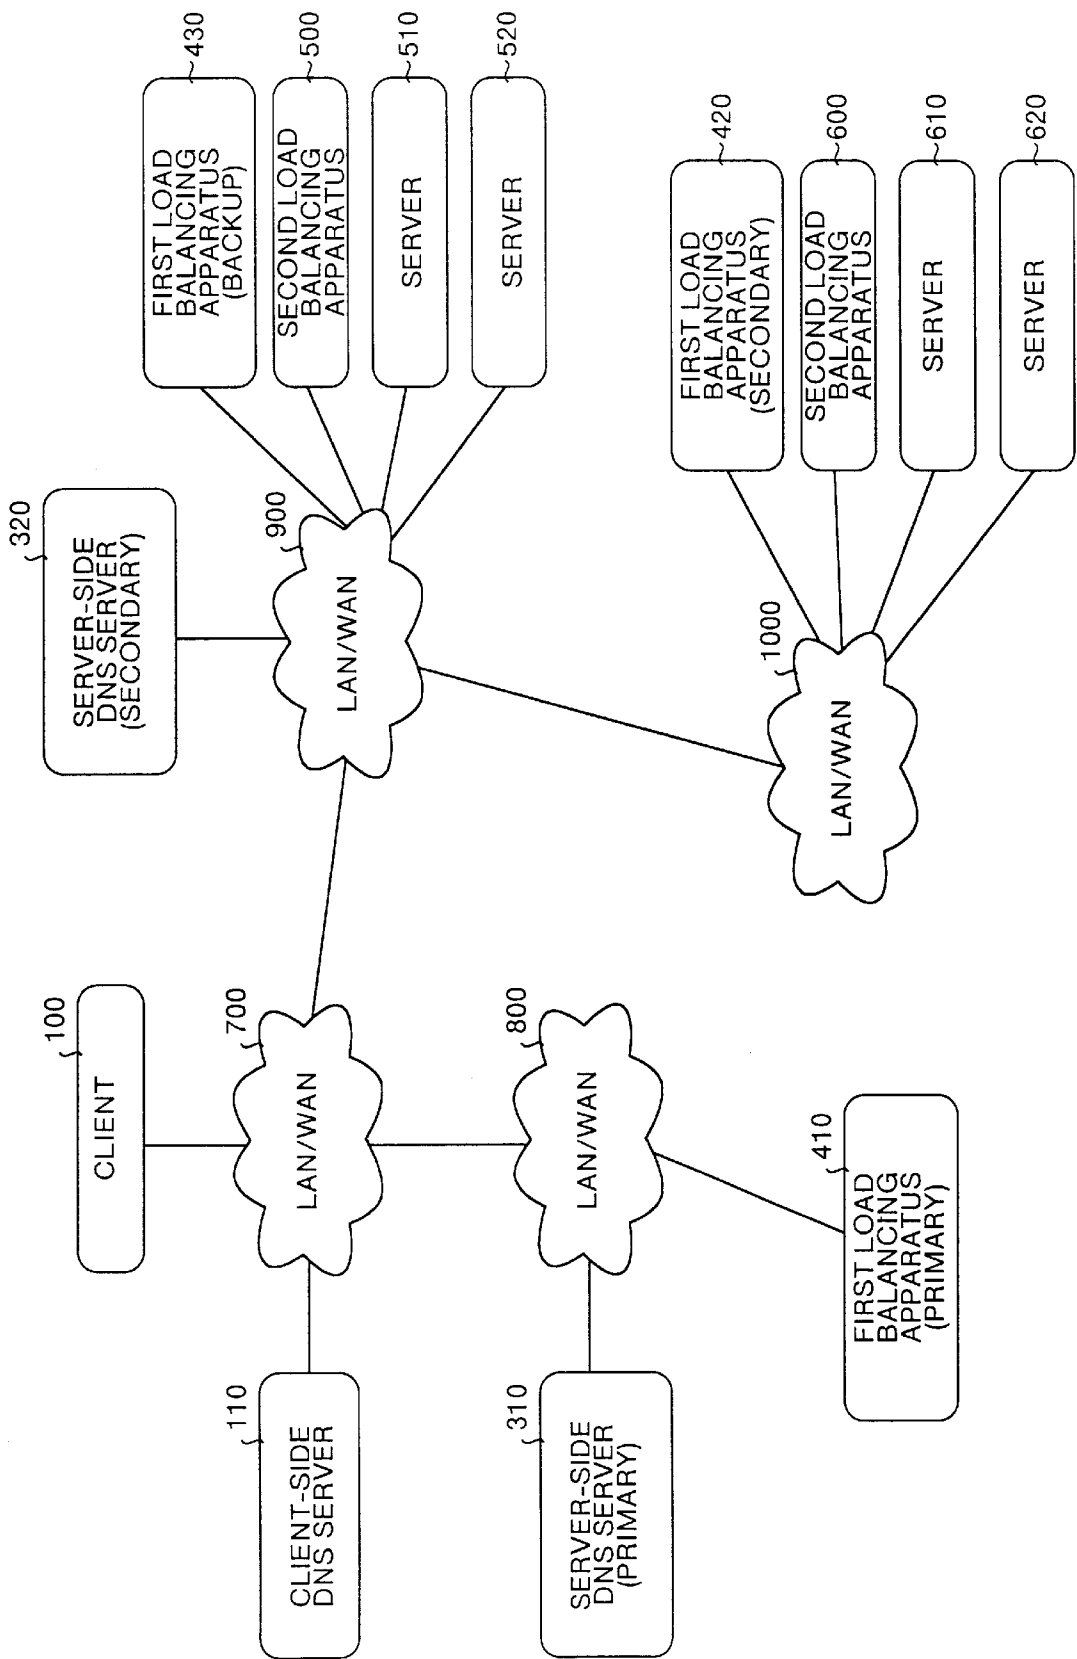 100
CLIENT
110
CLIENT-SIDE
DNS SERVER
700
LAN/WAN
310
SERVER-SIDE
DNS SERVER
(PRIMARY)
800
LAN/WAN
410
FIRST LOAD
BALANCING
APPARATUS
(PRIMARY)
320
SERVER-SIDE
DNS SERVER
(SECONDARY)
900
LAN/WAN
FIRST LOAD
BALANCING
APPARATUS
(BACKUP)
430
SECOND LOAD
BALANCING
APPARATUS
500
SERVER
510
SERVER
520
1000
LAN/WAN
FIRST LOAD
BALANCING
APPARATUS
(SECONDARY)
420
SECOND LOAD
BALANCING
APPARATUS
600
SERVER
610
SERVER
620